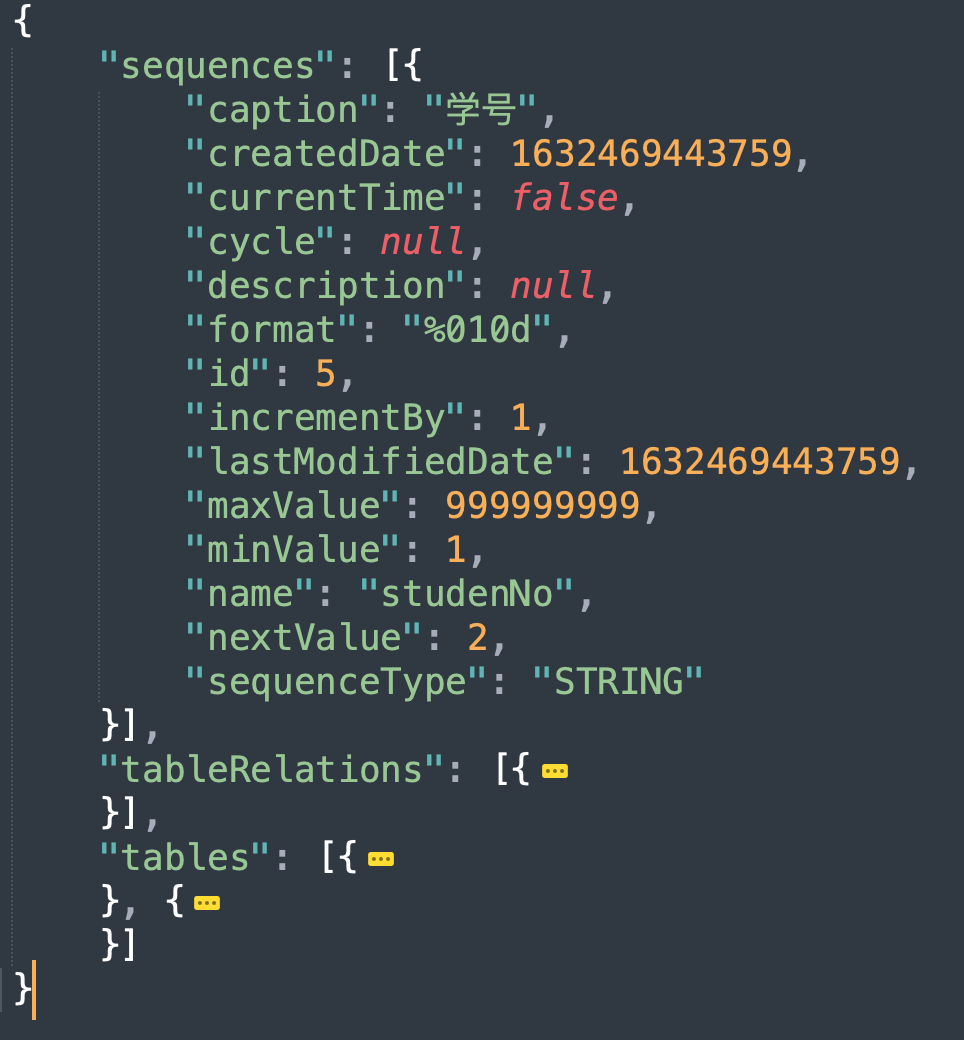 {
"sequences": [{
"caption": "学号",
"createdDate": 1632469443759,
"currentTime": false,
"cycle": null,
"description": null,
"format": "%010d",
"id": 5,
"incrementBy": 1,
"lastModifiedDate": 1632469443759,
"maxValue": 999999999,
"minValue": 1,
"name": "studenNo",
"nextValue": 2,
"sequenceType": "STRING"
}],
"tableRelations": [{ ...
}],
"tables": [{ ...
}, { ...
}]
}